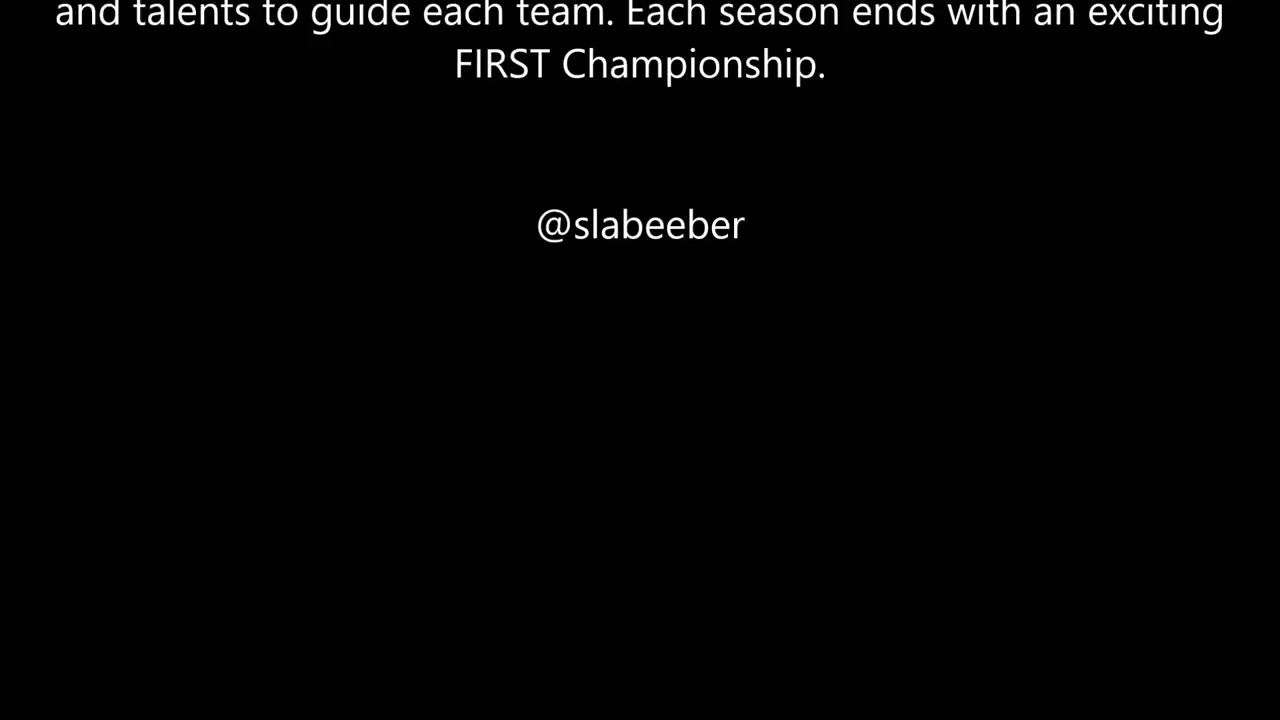 and talents to guide each team. Each season ends with an exciting
FIRST Championship.
@slabeeber